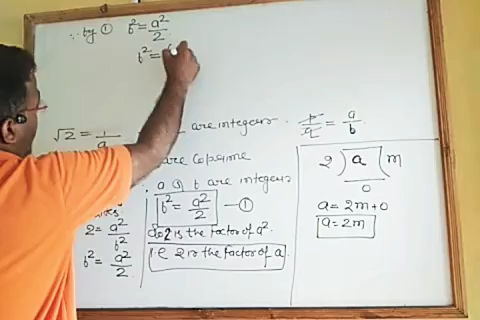 ∵ by ① b² = a²/2
b² =
√2 =
are integers.
are Coprime
a & b are integers
b² = a²/2 — ①
2 is the factor of a².
i.e 2 is the factor of a.
2 = a²/b²
b² = a²/2
p/q = a/b
2 ) a ( m
0
a = 2m + 0
a = 2m